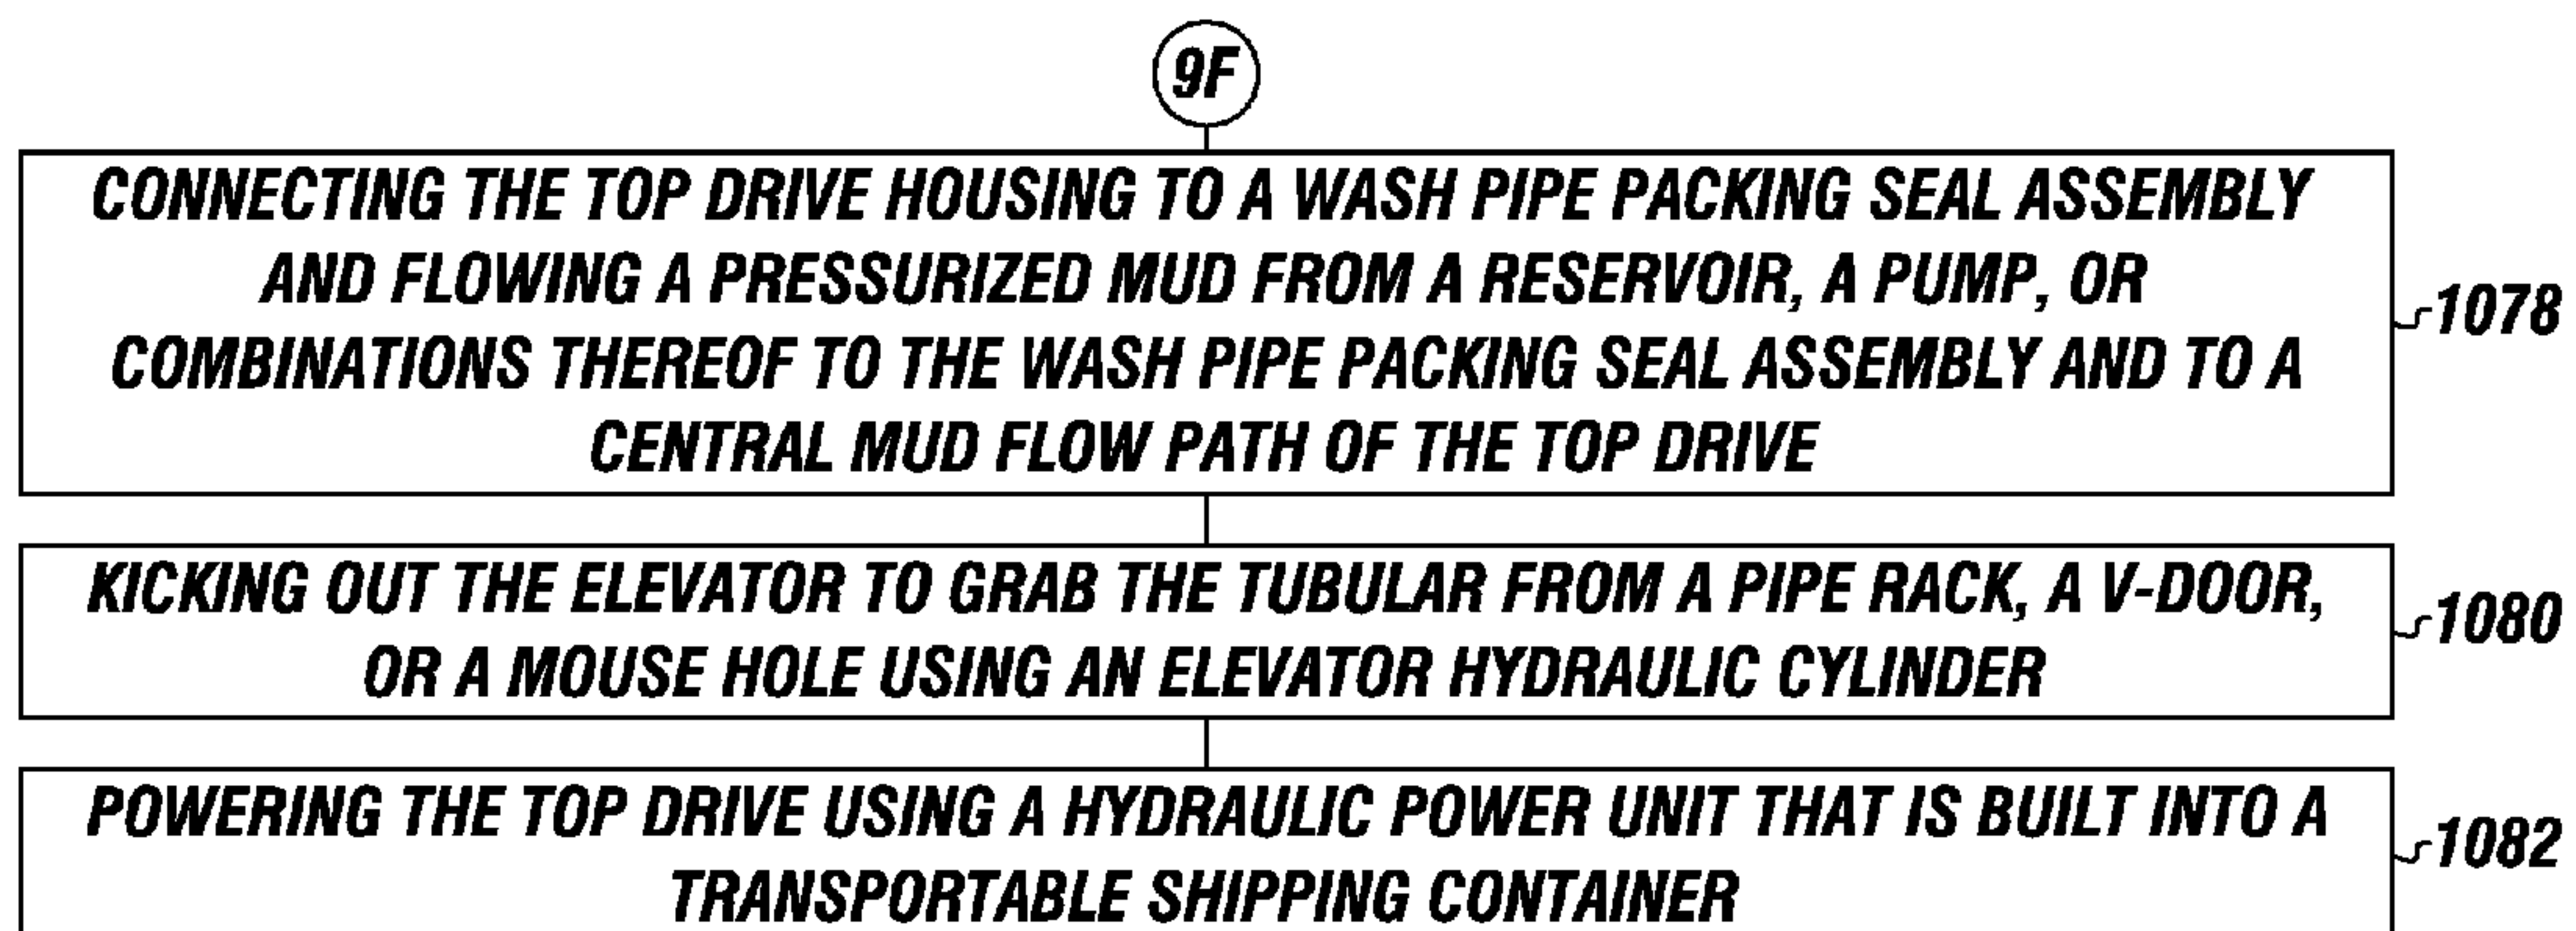 9F
CONNECTING THE TOP DRIVE HOUSING TO A WASH PIPE PACKING SEAL ASSEMBLY
AND FLOWING A PRESSURIZED MUD FROM A RESERVOIR, A PUMP, OR
COMBINATIONS THEREOF TO THE WASH PIPE PACKING SEAL ASSEMBLY AND TO A
CENTRAL MUD FLOW PATH OF THE TOP DRIVE
1078
KICKING OUT THE ELEVATOR TO GRAB THE TUBULAR FROM A PIPE RACK, A V-DOOR,
OR A MOUSE HOLE USING AN ELEVATOR HYDRAULIC CYLINDER
1080
POWERING THE TOP DRIVE USING A HYDRAULIC POWER UNIT THAT IS BUILT INTO A
TRANSPORTABLE SHIPPING CONTAINER
1082